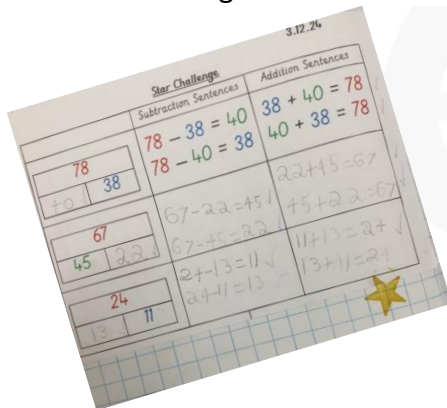 3.12.24
Star Challenge
Subtraction Sentences Addition Sentences
78 - 38 = 40 38 + 40 = 78
78 - 40 = 38 40 + 38 = 78
78
40 38
67 - 22 = 45 22 + 45 = 67
67 - 45 = 22 45 + 22 = 67
67
45 22
24 - 13 = 11 11 + 13 = 24
24 - 11 = 13 13 + 11 = 24
24
13 11